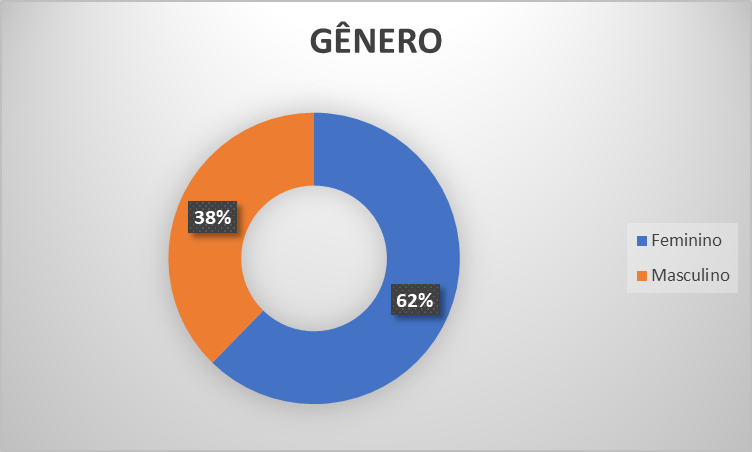 GÊNERO
38%
62%
Feminino
Masculino